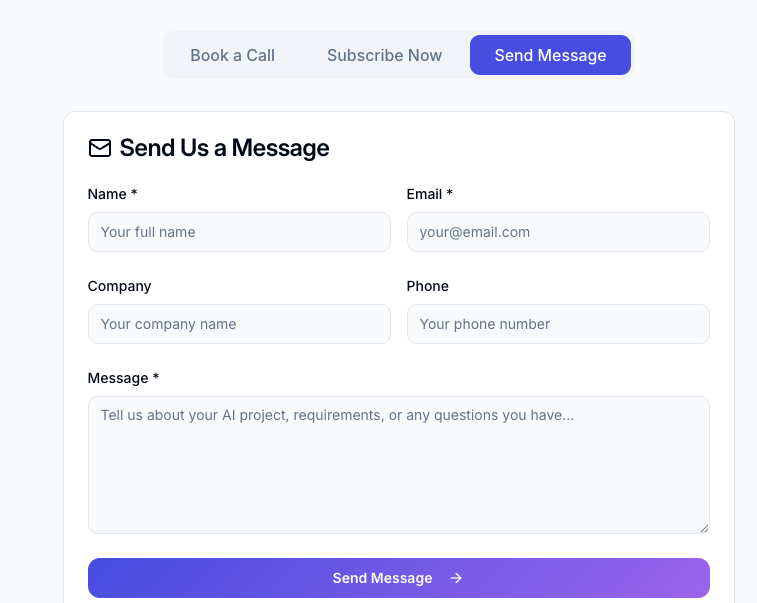 Book a Call Subscribe Now Send Message
Send Us a Message
Name * Email *
Your full name your@email.com
Company Phone
Your company name Your phone number
Message *
Tell us about your AI project, requirements, or any questions you have...
Send Message →